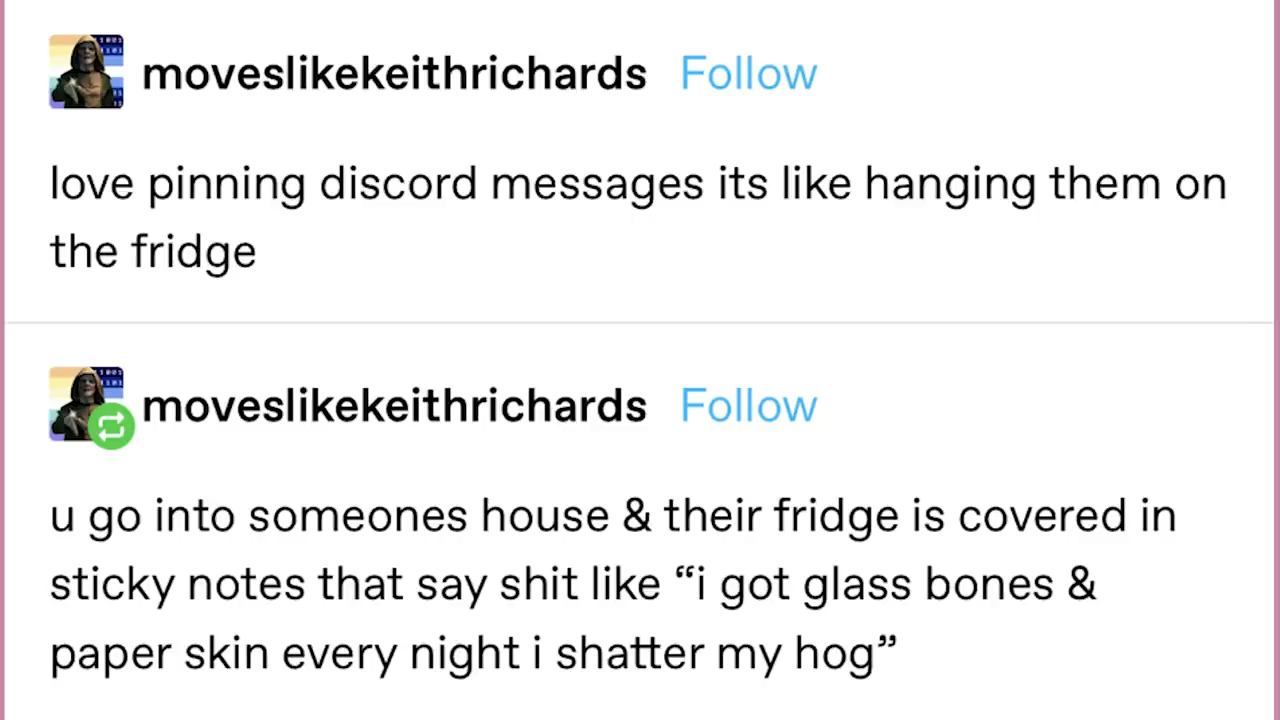 moveslikekeithrichards Follow
love pinning discord messages its like hanging them on
the fridge
moveslikekeithrichards Follow
u go into someones house & their fridge is covered in
sticky notes that say shit like “i got glass bones &
paper skin every night i shatter my hog”